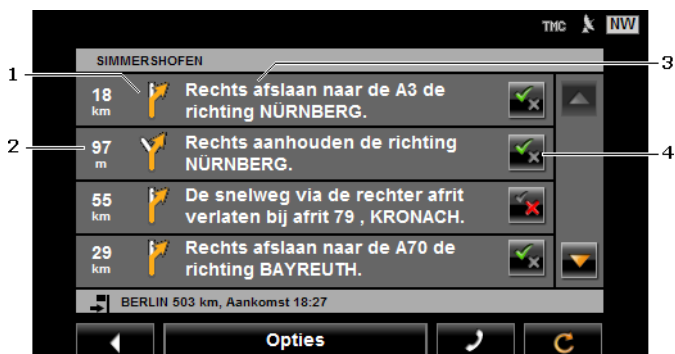 TMC NW
SIMMERSHOFEN
1
3
18 km
Rechts afslaan naar de A3 de
richting NÜRNBERG.
2
97 m
Rechts aanhouden de richting
NÜRNBERG.
4
55 km
De snelweg via de rechter afrit
verlaten bij afrit 79 , KRONACH.
29 km
Rechts afslaan naar de A70 de
richting BAYREUTH.
BERLIN 503 km, Aankomst 18:27
Opties